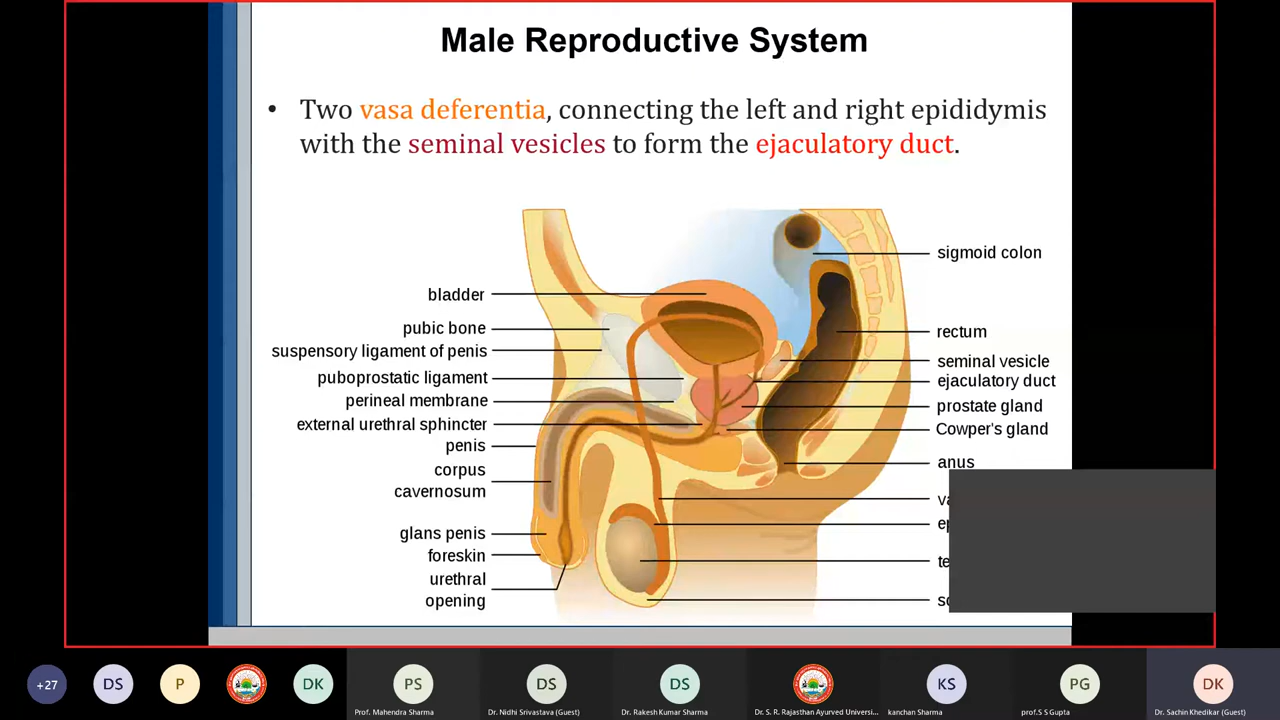 Male Reproductive System
• Two vasa deferentia, connecting the left and right epididymis
with the seminal vesicles to form the ejaculatory duct.
bladder
pubic bone
suspensory ligament of penis
puboprostatic ligament
perineal membrane
external urethral sphincter
penis
corpus
cavernosum
glans penis
foreskin
urethral
opening
sigmoid colon
rectum
seminal vesicle
ejaculatory duct
prostate gland
Cowper's gland
anus
+27
DS
P
DK
PS
Prof. Mahendra Sharma
DS
Dr. Nidhi Srivastava (Guest)
DS
Dr. Rakesh Kumar Sharma
Dr. S. R. Rajasthan Ayurved Universi...
KS
kanchan Sharma
PG
prof.S S Gupta
DK
Dr. Sachin Khedikar (Guest)